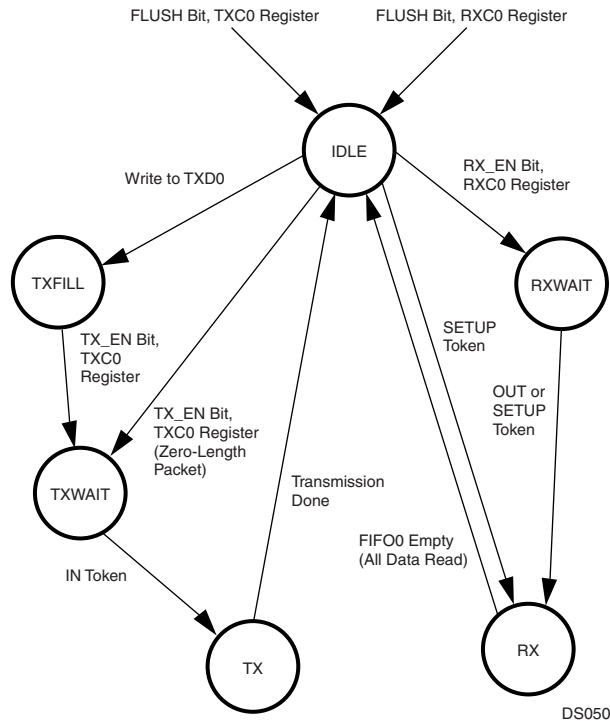 FLUSH Bit, TXC0 Register
FLUSH Bit, RXC0 Register
IDLE
Write to TXD0
RX_EN Bit,
RXC0 Register
TXFILL
RXWAIT
TX_EN Bit,
TXC0
Register
SETUP
Token
OUT or
SETUP
Token
TX_EN Bit,
TXC0 Register
(Zero-Length
Packet)
TXWAIT
Transmission
Done
FIFO0 Empty
(All Data Read)
IN Token
TX
RX
DS050